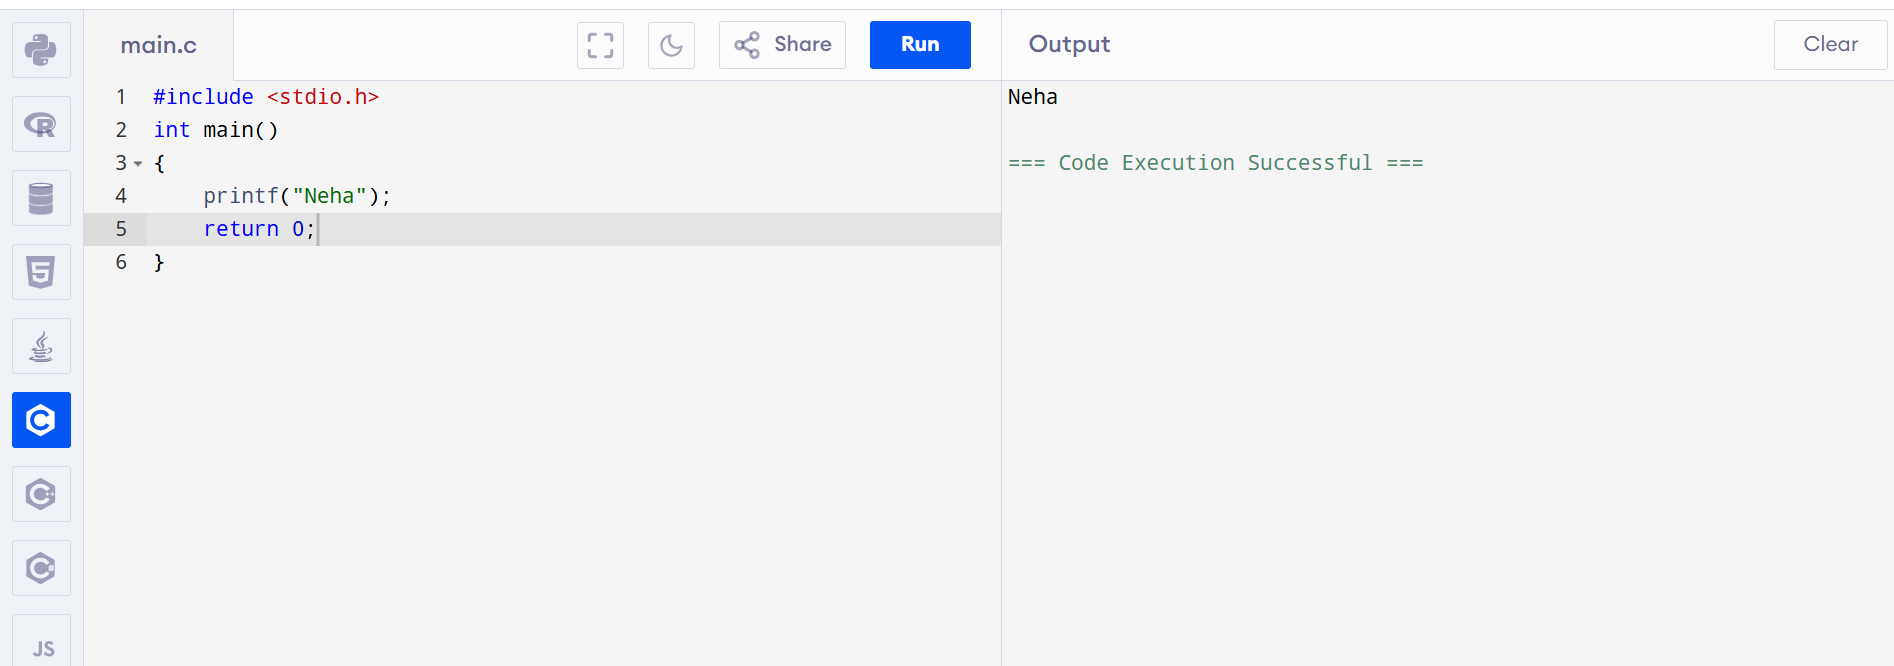 main.c Share Run Output Clear
1 #include <stdio.h> Neha
2 int main()
3 { === Code Execution Successful ===
4 printf("Neha");
5 return 0;
6 }
R
5
C
C++
C#
JS